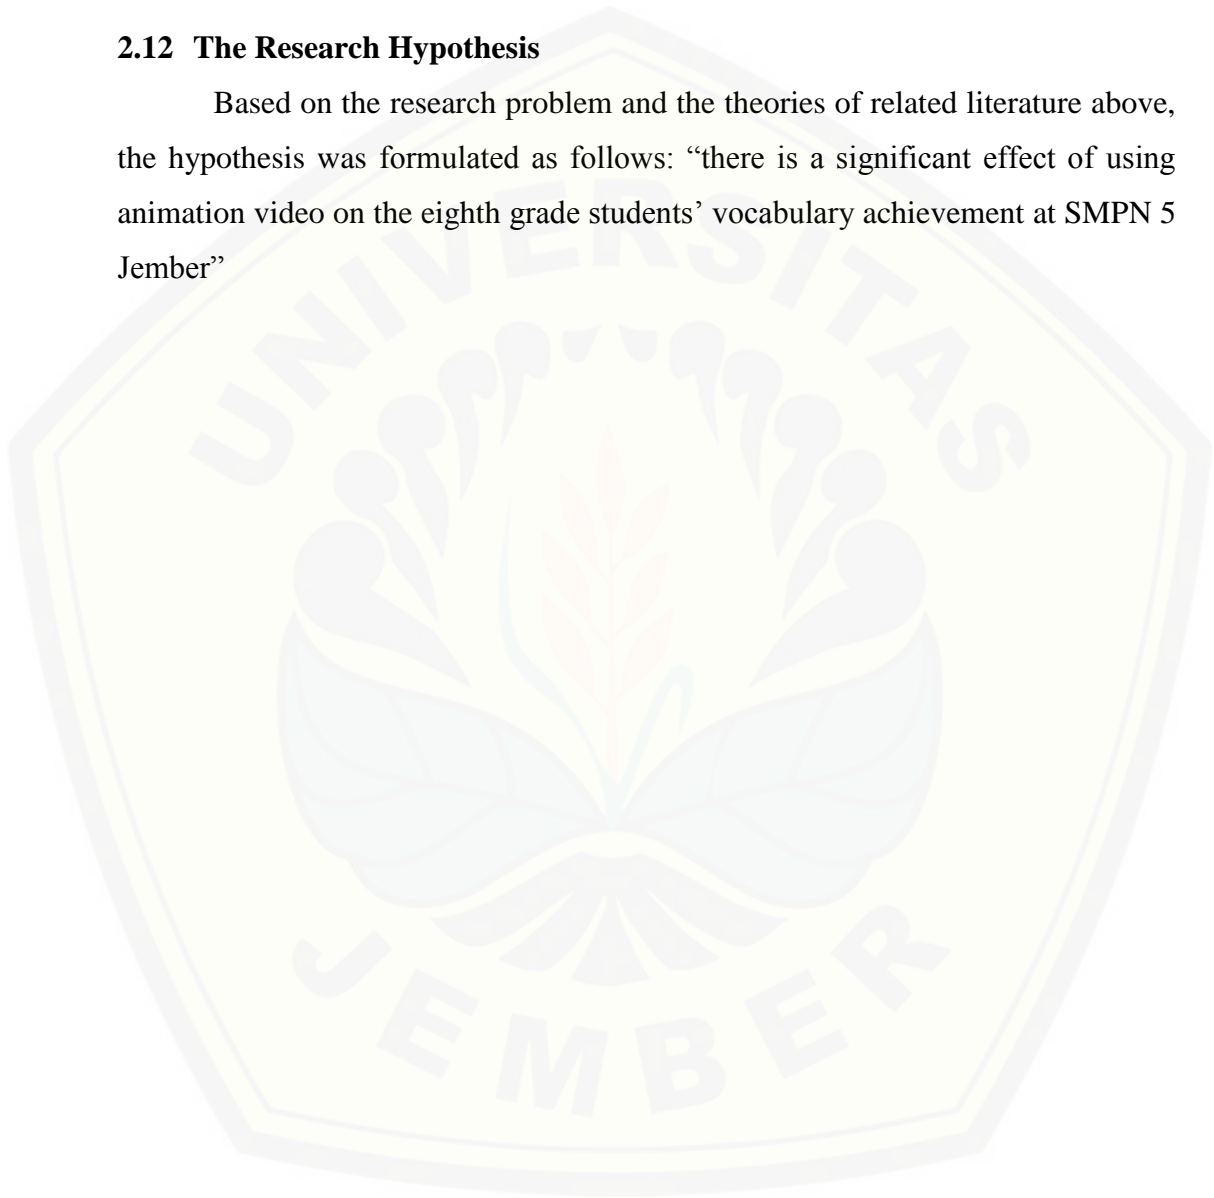 2.12 The Research Hypothesis
Based on the research problem and the theories of related literature above,
the hypothesis was formulated as follows: “there is a significant effect of using
animation video on the eighth grade students’ vocabulary achievement at SMPN 5
Jember”
UNIVERSITAS
JEMBER